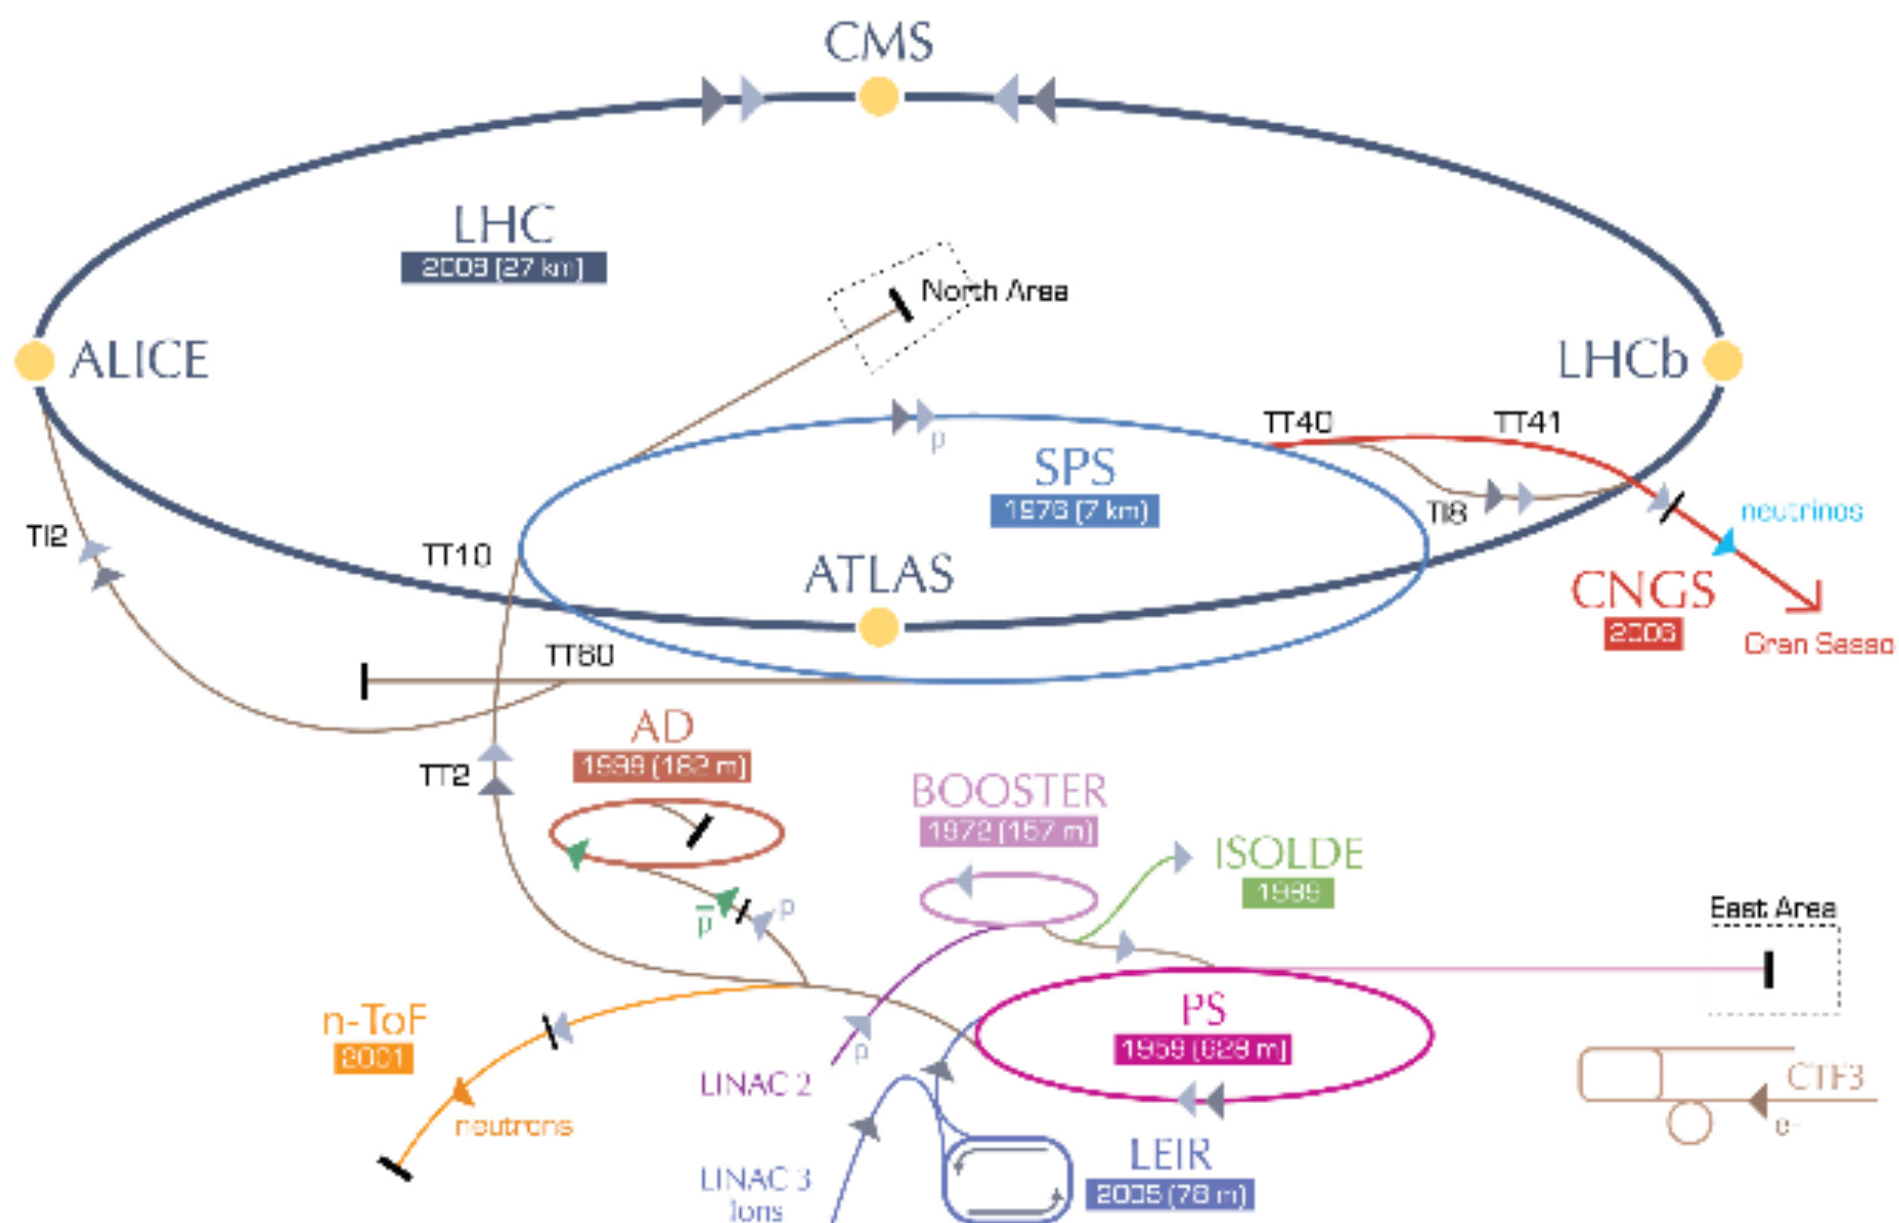 CMS
LHC
2008 (27 km)
North Area
ALICE
LHCb
TT40
TT41
p
SPS
1976 (7 km)
TI8
neutrinos
TI2
TT10
ATLAS
CNGS
2006
Gran Sasso
TT60
AD
1999 (182 m)
TT2
BOOSTER
1972 (157 m)
ISOLDE
1989
East Area
p̅
p
n-ToF
2001
PS
1959 (628 m)
p
LINAC 2
CTF3
e-
neutrons
LEIR
2005 (78 m)
LINAC 3
Ions